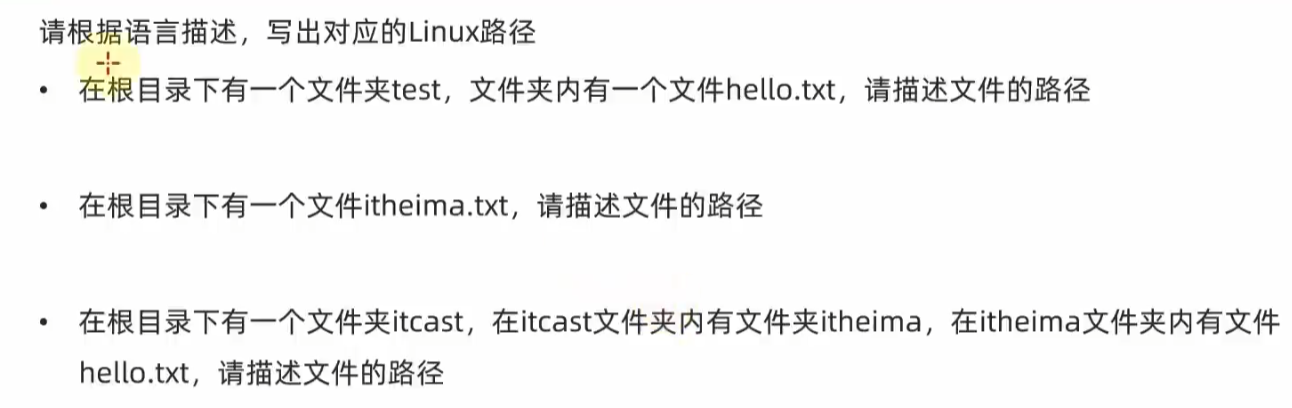 请根据语言描述，写出对应的Linux路径
• 在根目录下有一个文件夹test，文件夹内有一个文件hello.txt，请描述文件的路径
• 在根目录下有一个文件itheima.txt，请描述文件的路径
• 在根目录下有一个文件夹itcast，在itcast文件夹内有文件夹itheima，在itheima文件夹内有文件
hello.txt，请描述文件的路径